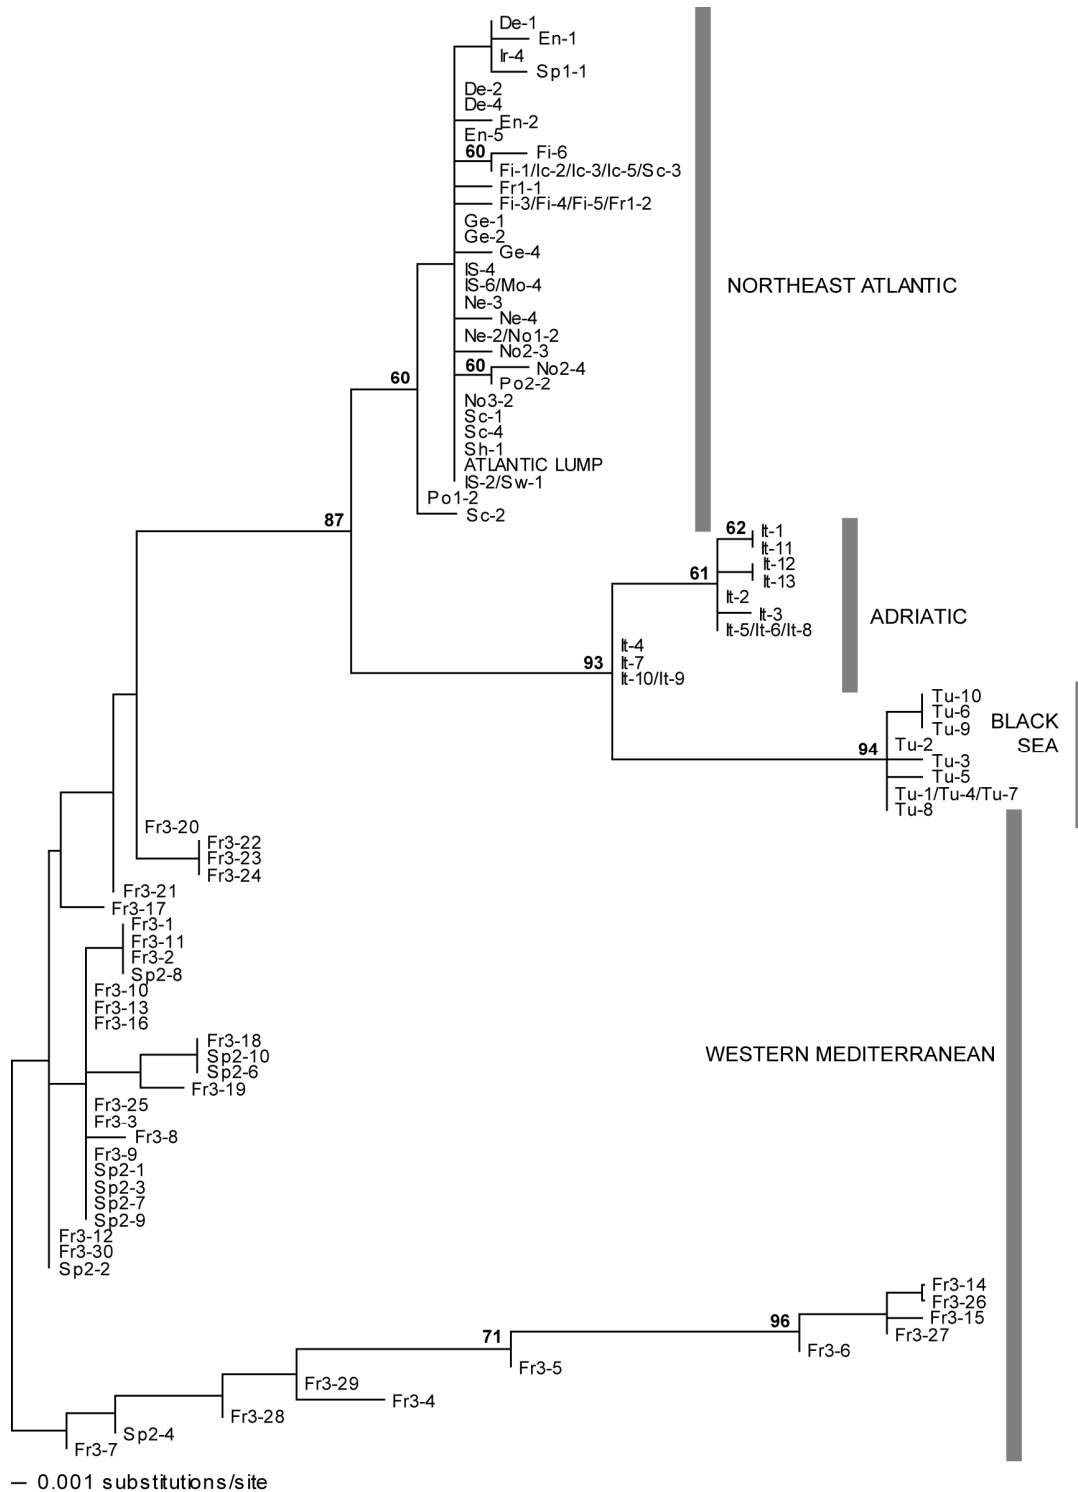 De-1
En-1
Ir-4
Sp1-1
De-2
De-4
En-2
En-5
60
Fi-6
Fi-1/Ic-2/Ic-3/Ic-5/Sc-3
Fr1-1
Fi-3/Fi-4/Fi-5/Fr1-2
Ge-1
Ge-2
Ge-4
IS-4
IS-6/Mo-4
NORTHEAST ATLANTIC
Ne-3
Ne-4
Ne-2/No1-2
No2-3
60
No2-4
Po2-2
60
No3-2
Sc-1
Sc-4
Sh-1
ATLANTIC LUMP
IS-2/Sw-1
Po1-2
Sc-2
87
62
It-1
It-11
It-12
It-13
61
It-2
It-3
It-5/It-6/It-8
ADRIATIC
It-4
93
It-7
It-10/It-9
Tu-10
Tu-6
Tu-9
BLACK
SEA
94
Tu-2
Tu-3
Tu-5
Tu-1/Tu-4/Tu-7
Tu-8
Fr3-20
Fr3-22
Fr3-23
Fr3-24
Fr3-21
Fr3-17
Fr3-1
Fr3-11
Fr3-2
Sp2-8
Fr3-10
Fr3-13
Fr3-16
Fr3-18
Sp2-10
Sp2-6
WESTERN MEDITERRANEAN
Fr3-19
Fr3-25
Fr3-3
Fr3-8
Fr3-9
Sp2-1
Sp2-3
Sp2-7
Sp2-9
Fr3-12
Fr3-30
Sp2-2
Fr3-14
Fr3-26
Fr3-15
Fr3-27
96
Fr3-6
71
Fr3-5
Fr3-29
Fr3-4
Fr3-28
Sp2-4
Fr3-7
0.001 substitutions/site